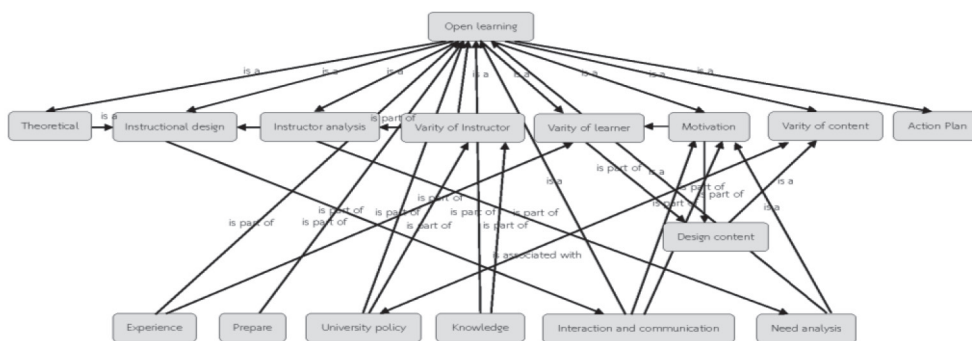 Open learning
is a
is a
is a
is a
is a
is a
is a
is a
Theoretical
is a
Instructional design
Instructor analysis
is part of
Varity of Instructor
Varity of learner
Motivation
Varity of content
Action Plan
is part of
is a
is a
is part of
is a
is part of
is part of
is part of
is a
is part of
is part of
is part of
is part of
is part of
is part of
is part of
is part of
Design content
is associated with
Experience
Prepare
University policy
Knowledge
Interaction and communication
Need analysis